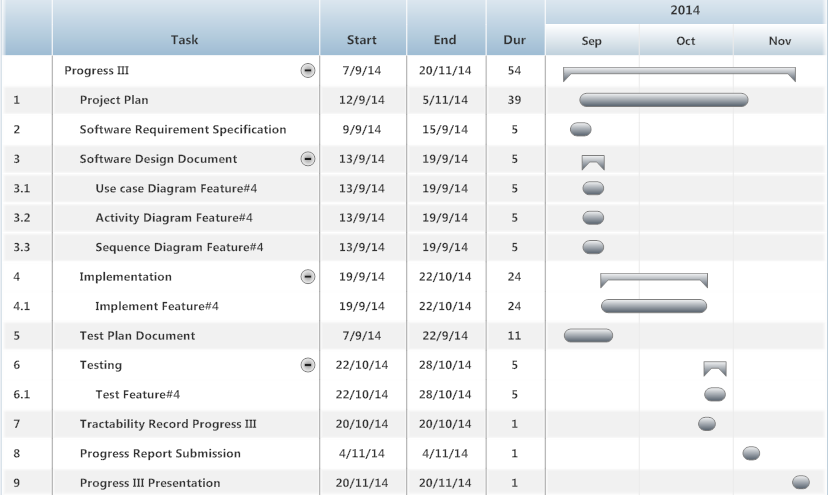 2014
Task Start End Dur Sep Oct Nov
Progress III 7/9/14 20/11/14 54
1 Project Plan 12/9/14 5/11/14 39
2 Software Requirement Specification 9/9/14 15/9/14 5
3 Software Design Document 13/9/14 19/9/14 5
3.1 Use case Diagram Feature#4 13/9/14 19/9/14 5
3.2 Activity Diagram Feature#4 13/9/14 19/9/14 5
3.3 Sequence Diagram Feature#4 13/9/14 19/9/14 5
4 Implementation 19/9/14 22/10/14 24
4.1 Implement Feature#4 19/9/14 22/10/14 24
5 Test Plan Document 7/9/14 22/9/14 11
6 Testing 22/10/14 28/10/14 5
6.1 Test Feature#4 22/10/14 28/10/14 5
7 Tractability Record Progress III 20/10/14 20/10/14 1
8 Progress Report Submission 4/11/14 4/11/14 1
9 Progress III Presentation 20/11/14 20/11/14 1